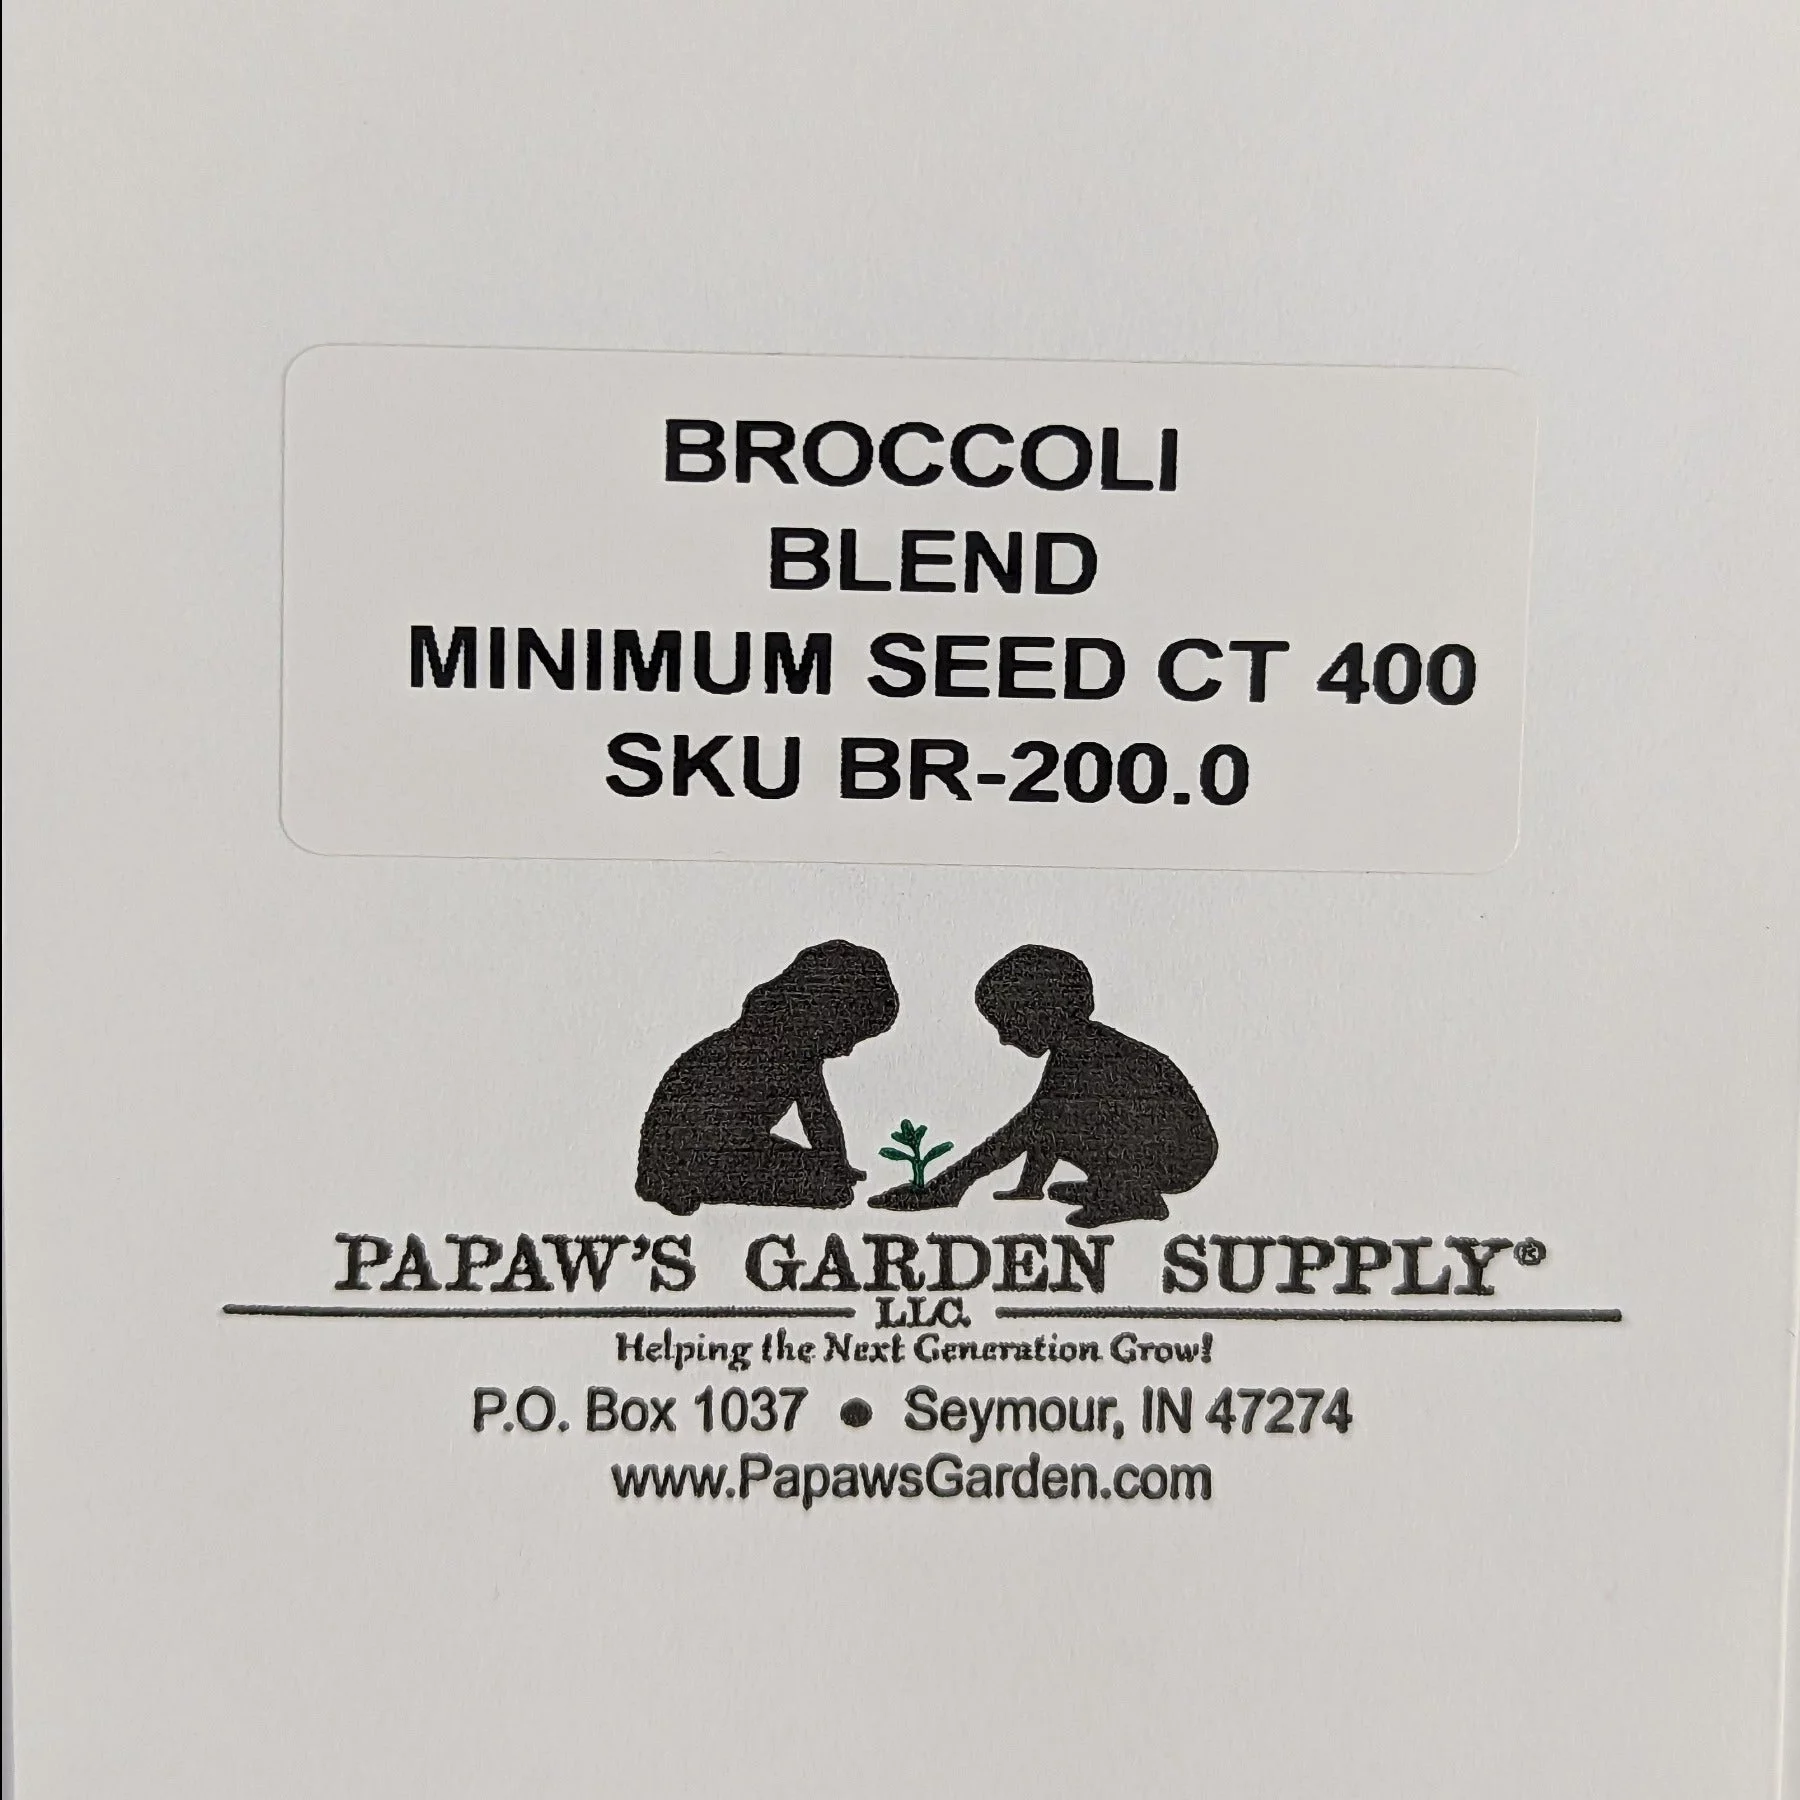 BROCCOLI
BLEND
MINIMUM SEED CT 400
SKU BR-200.0
PAPAW'S GARDEN SUPPLY®
LLC.
Helping the Next Generation Grow!
P.O. Box 1037 ● Seymour, IN 47274
www.PapawsGarden.com